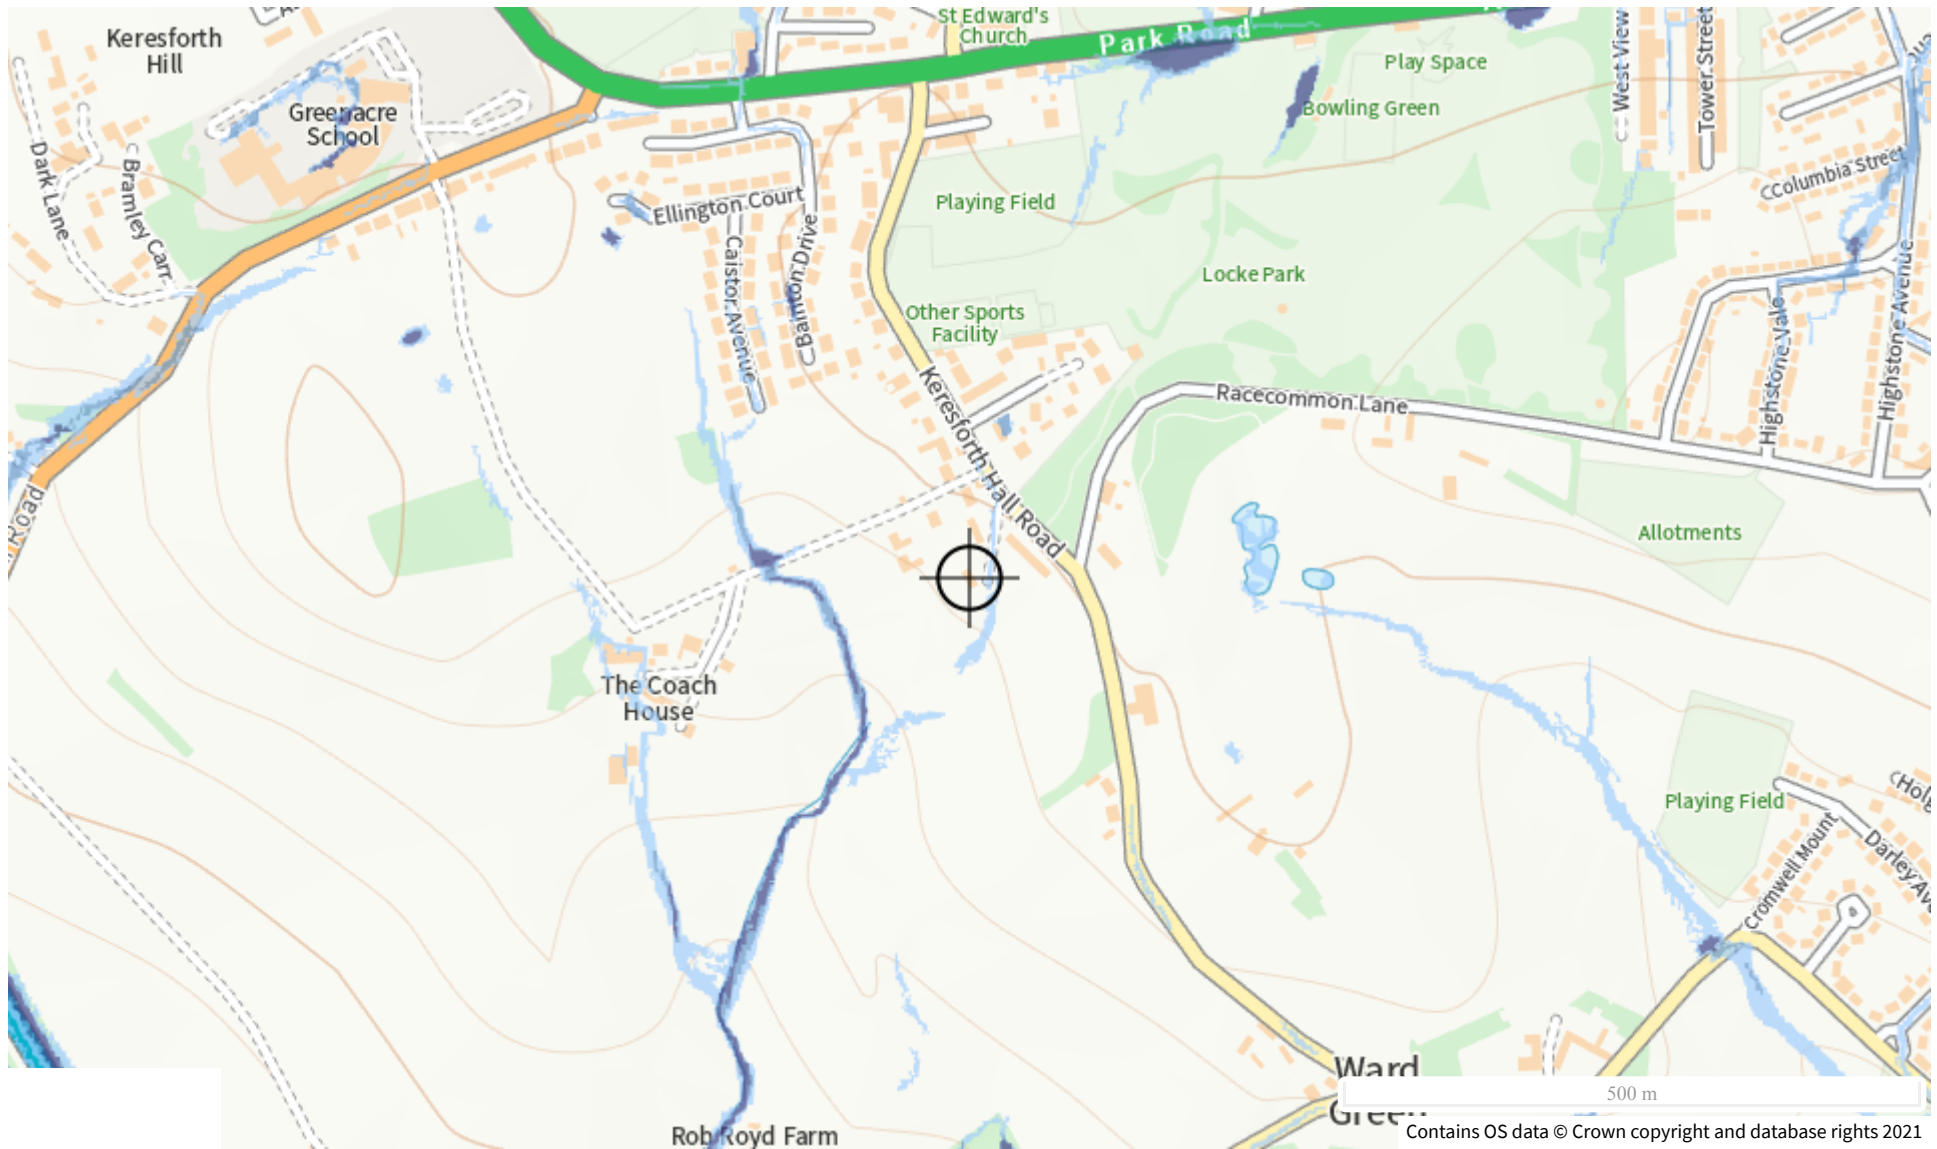 St Edward's
Church
Park Road
Keresforth
Hill
Play Space
West View
Tower Street
Bowling Green
Greenacre
School
Dark Lane
Bramley Carr
Columbia Street
Ellington Court
Playing Field
Caistor Avenue
Bainton Drive
Locke Park
Highstone Avenue
Highstone Vale
Other Sports
Facility
Keresforth Hall Road
Racecommon Lane
Road
Allotments
The Coach
House
Playing Field
Cromwell Mount
Darley Ave
Ward
Green
500 m
Rob Royd Farm
Contains OS data © Crown copyright and database rights 2021